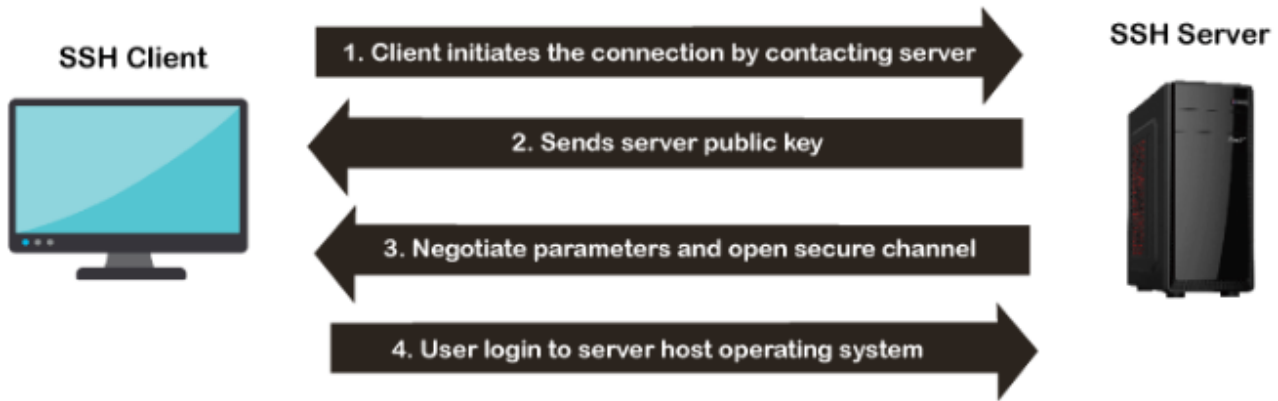 SSH Client
SSH Server
1. Client initiates the connection by contacting server
2. Sends server public key
3. Negotiate parameters and open secure channel
4. User login to server host operating system